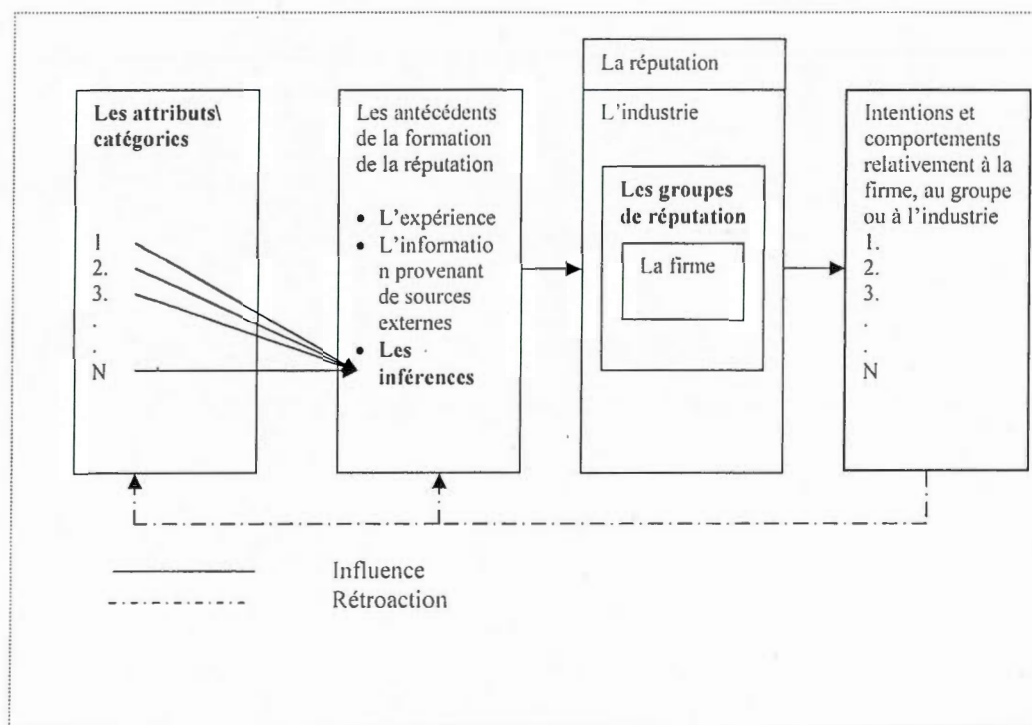 Les attributs\
catégories
1
2.
3.
.
.
N
Les antécédents
de la formation
de la réputation
• L'expérience
• L'informatio
n provenant
de sources
externes
• Les
inférences
La réputation
L'industrie
Les groupes
de réputation
La firme
Intentions et
comportements
relativement à la
firme, au groupe
ou à l'industrie
1.
2.
3.
.
.
N
Influence
Rétroaction